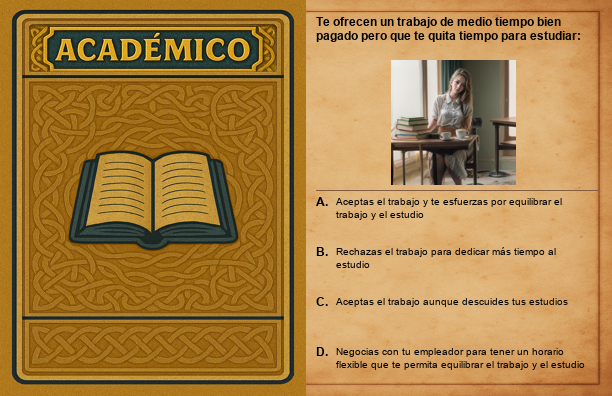 ACADÉMICO
Te ofrecen un trabajo de medio tiempo bien
pagado pero que te quita tiempo para estudiar:
A. Aceptas el trabajo y te esfuerzas por equilibrar el
trabajo y el estudio
B. Rechazas el trabajo para dedicar más tiempo al
estudio
C. Aceptas el trabajo aunque descuides tus estudios
D. Negocias con tu empleador para tener un horario
flexible que te permita equilibrar el trabajo y el estudio